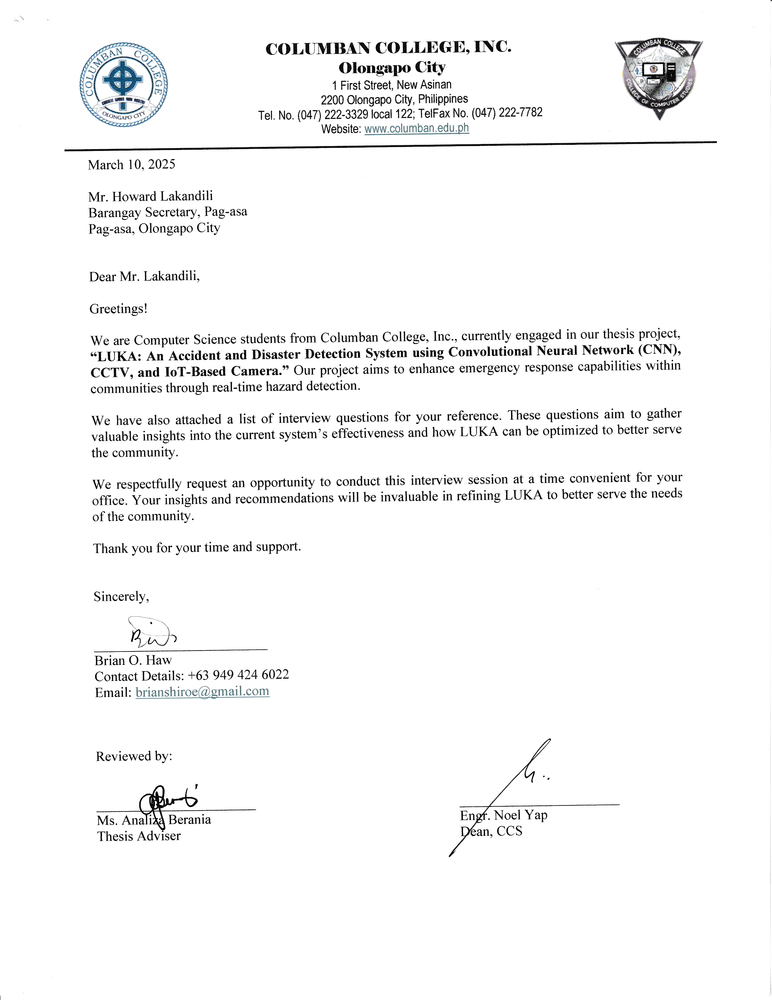 COLUMBAN COLLEGE
OLONGAPO CITY
COLUMBAN COLLEGE, INC.
Olongapo City
1 First Street, New Asinan
2200 Olongapo City, Philippines
Tel. No. (047) 222-3329 local 122; TelFax No. (047) 222-7782
Website: www.columban.edu.ph
COLUMBAN COLLEGE
COLLEGE OF COMPUTER STUDIES
March 10, 2025
Mr. Howard Lakandili
Barangay Secretary, Pag-asa
Pag-asa, Olongapo City
Dear Mr. Lakandili,
Greetings!
We are Computer Science students from Columban College, Inc., currently engaged in our thesis project,
“LUKA: An Accident and Disaster Detection System using Convolutional Neural Network (CNN),
CCTV, and IoT-Based Camera.” Our project aims to enhance emergency response capabilities within
communities through real-time hazard detection.
We have also attached a list of interview questions for your reference. These questions aim to gather
valuable insights into the current system’s effectiveness and how LUKA can be optimized to better serve
the community.
We respectfully request an opportunity to conduct this interview session at a time convenient for your
office. Your insights and recommendations will be invaluable in refining LUKA to better serve the needs
of the community.
Thank you for your time and support.
Sincerely,
Brian O. Haw
Contact Details: +63 949 424 6022
Email: brianshiroe@gmail.com
Reviewed by:
Ms. Analiza Berania
Thesis Adviser
Engr. Noel Yap
Dean, CCS